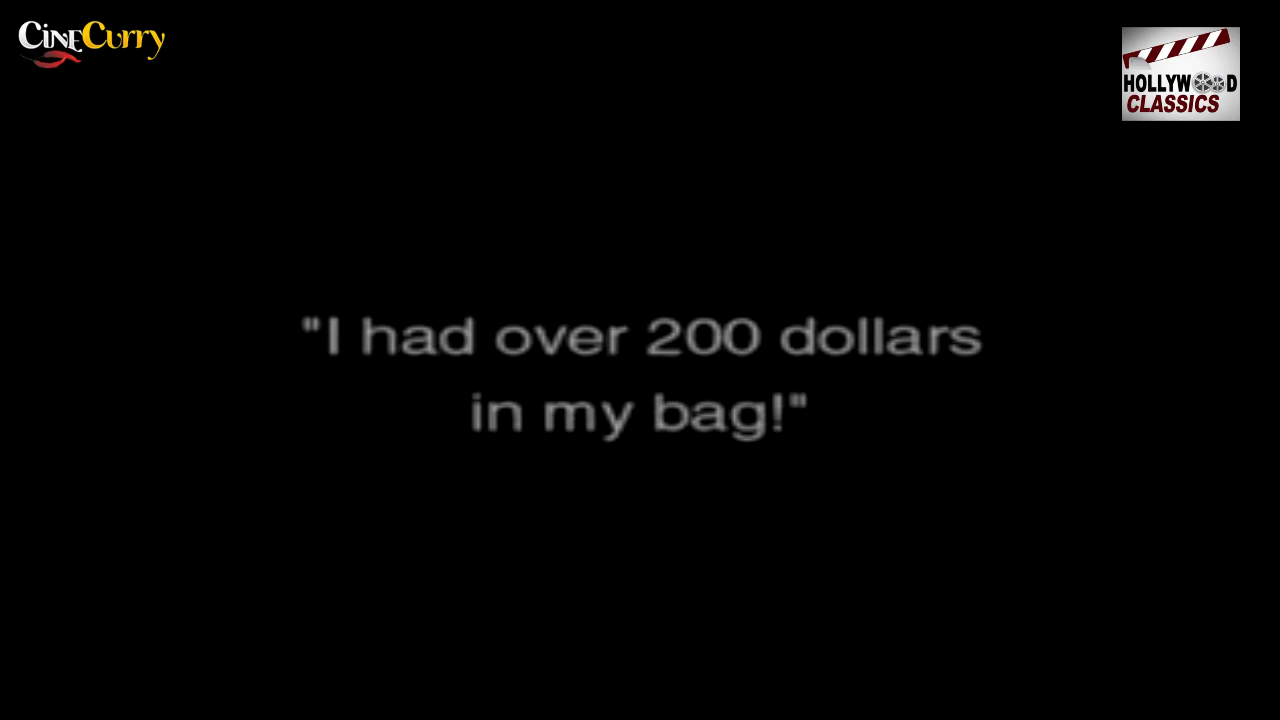 CineCurry
HOLLYWOOD
CLASSICS
"I had over 200 dollars
in my bag!"